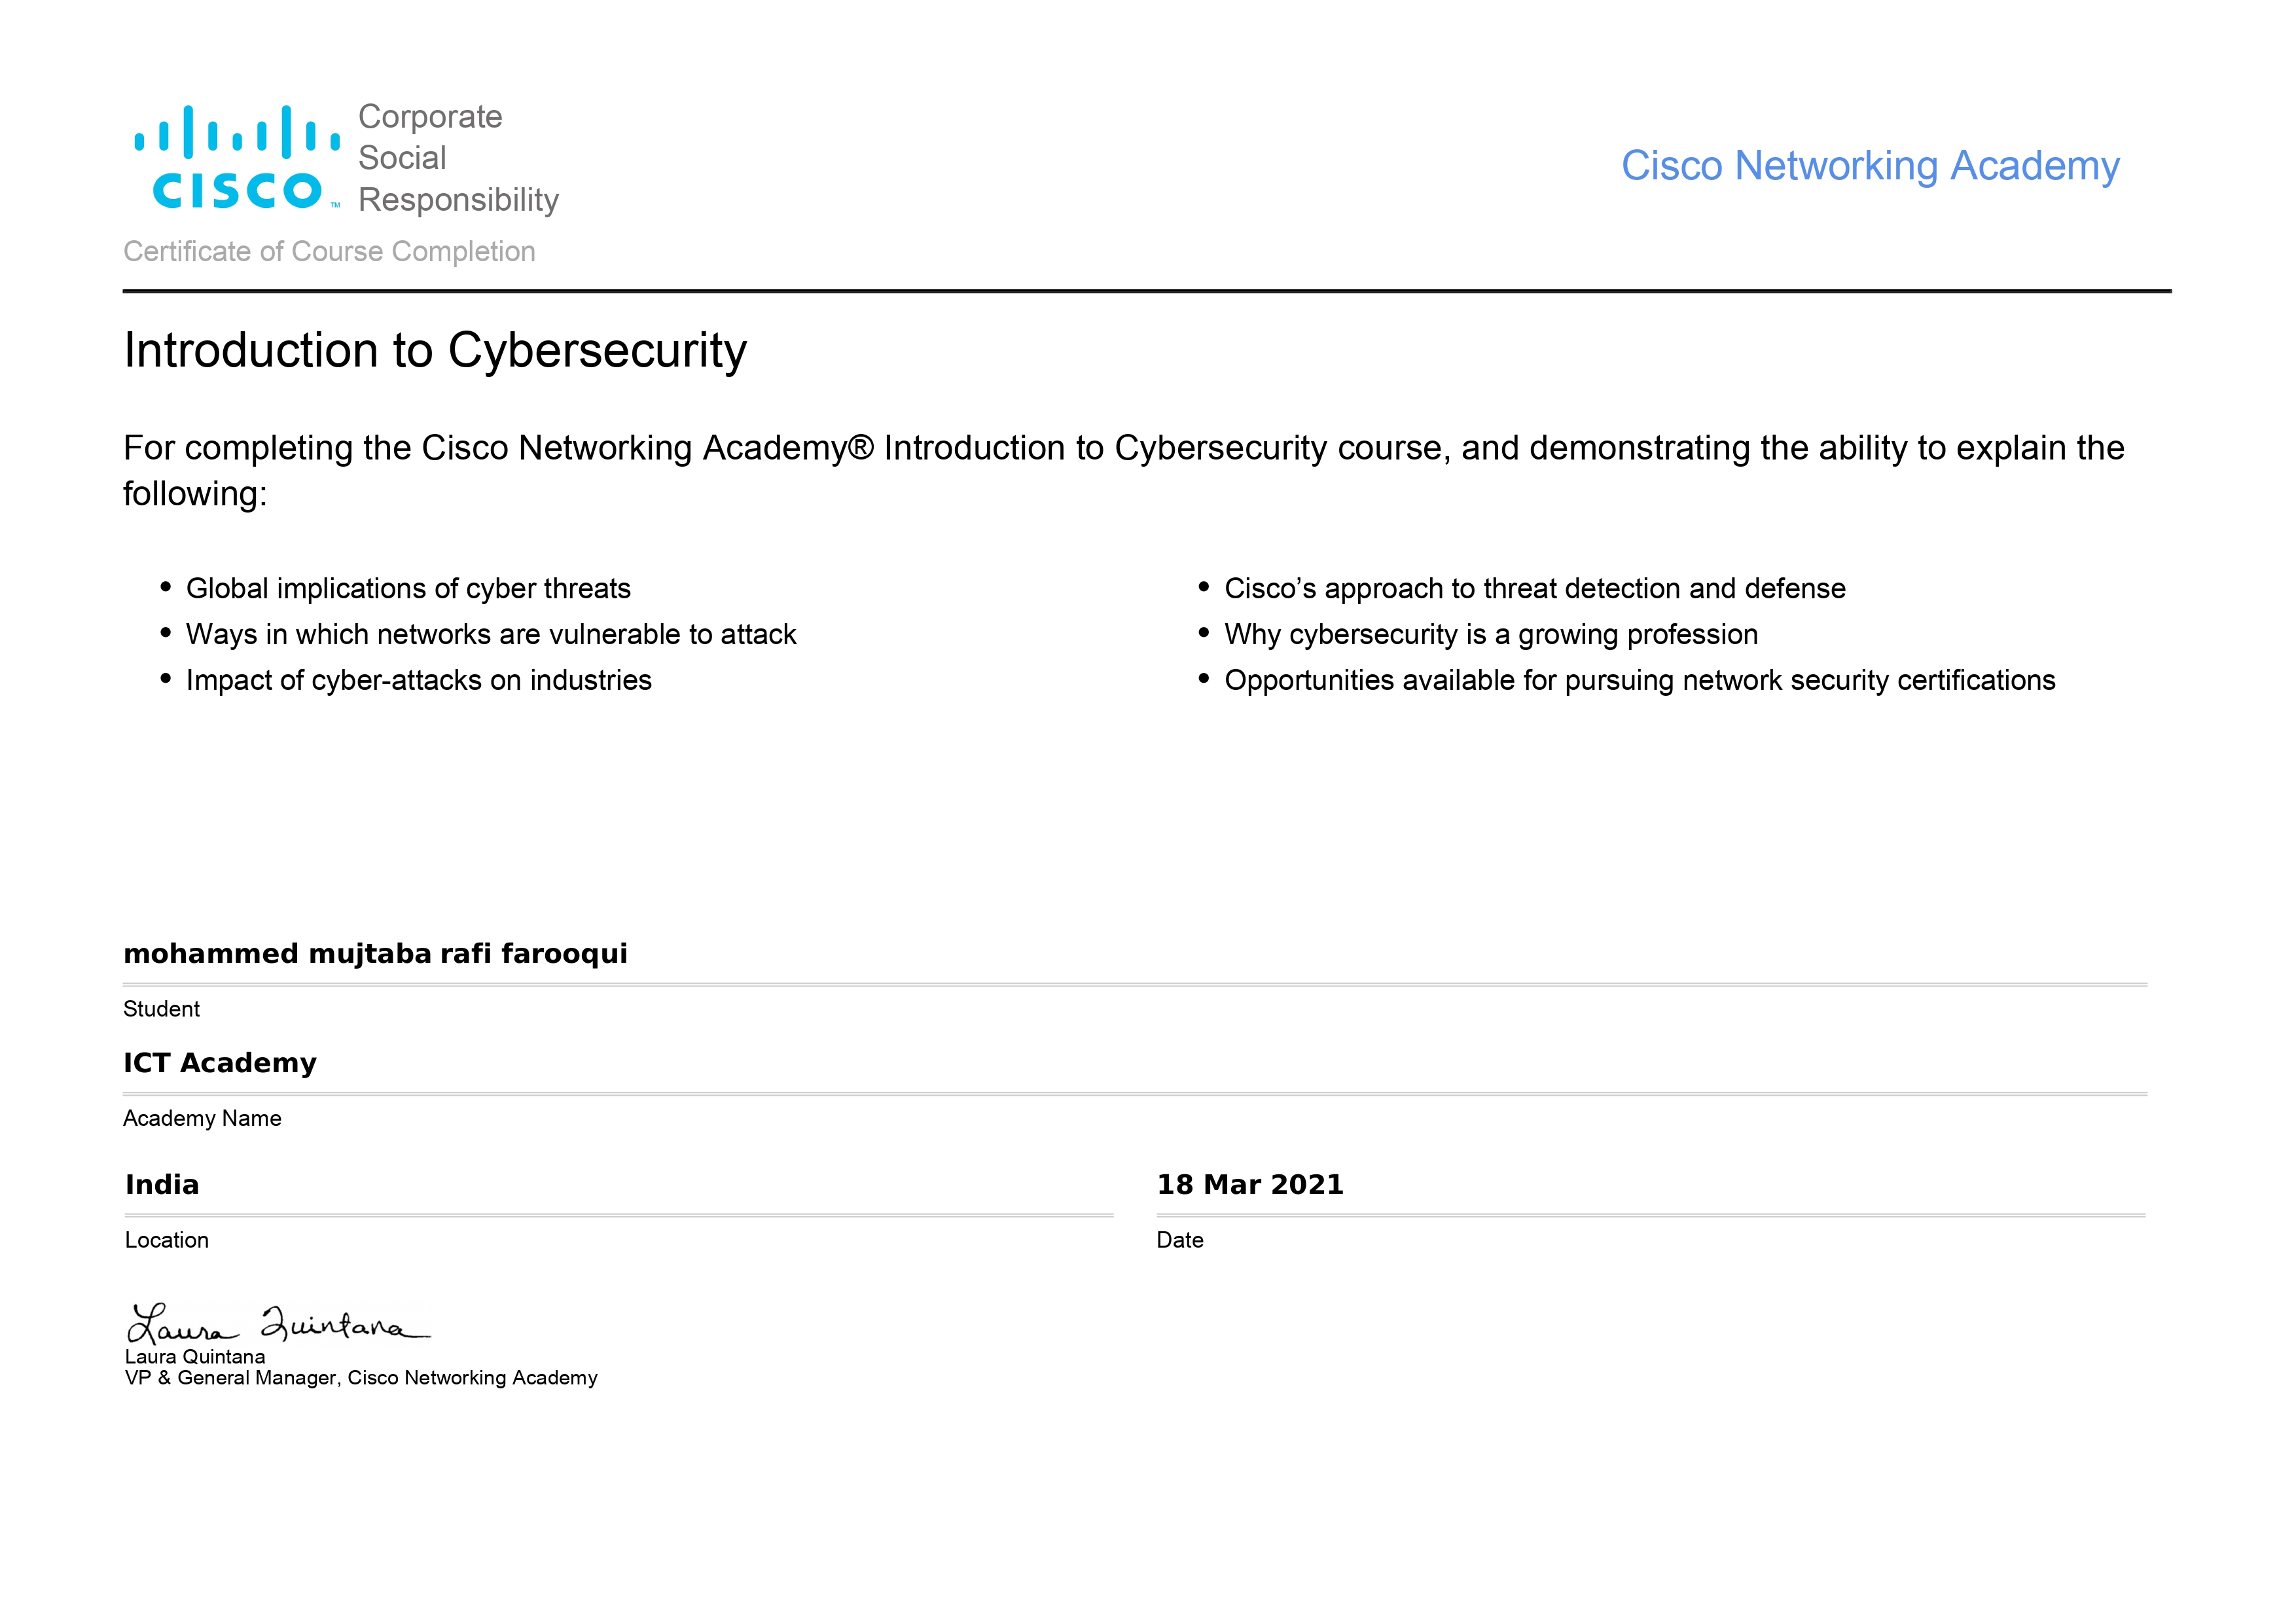 Corporate
Social
Responsibility
CISCO™
Cisco Networking Academy
Certificate of Course Completion
Introduction to Cybersecurity
For completing the Cisco Networking Academy® Introduction to Cybersecurity course, and demonstrating the ability to explain the
following:
• Global implications of cyber threats
• Ways in which networks are vulnerable to attack
• Impact of cyber-attacks on industries
• Cisco’s approach to threat detection and defense
• Why cybersecurity is a growing profession
• Opportunities available for pursuing network security certifications
mohammed mujtaba rafi farooqui
Student
ICT Academy
Academy Name
India
Location
18 Mar 2021
Date
Laura Quintana
Laura Quintana
VP & General Manager, Cisco Networking Academy